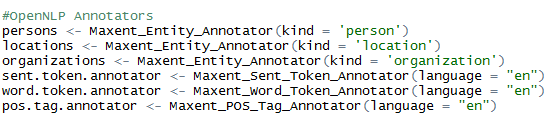 #OpenNLP Annotators
persons <- Maxent_Entity_Annotator(kind = 'person')
locations <- Maxent_Entity_Annotator(kind = 'location')
organizations <- Maxent_Entity_Annotator(kind = 'organization')
sent.token.annotator <- Maxent_Sent_Token_Annotator(language = "en")
word.token.annotator <- Maxent_Word_Token_Annotator(language = "en")
pos.tag.annotator <- Maxent_POS_Tag_Annotator(language = "en")